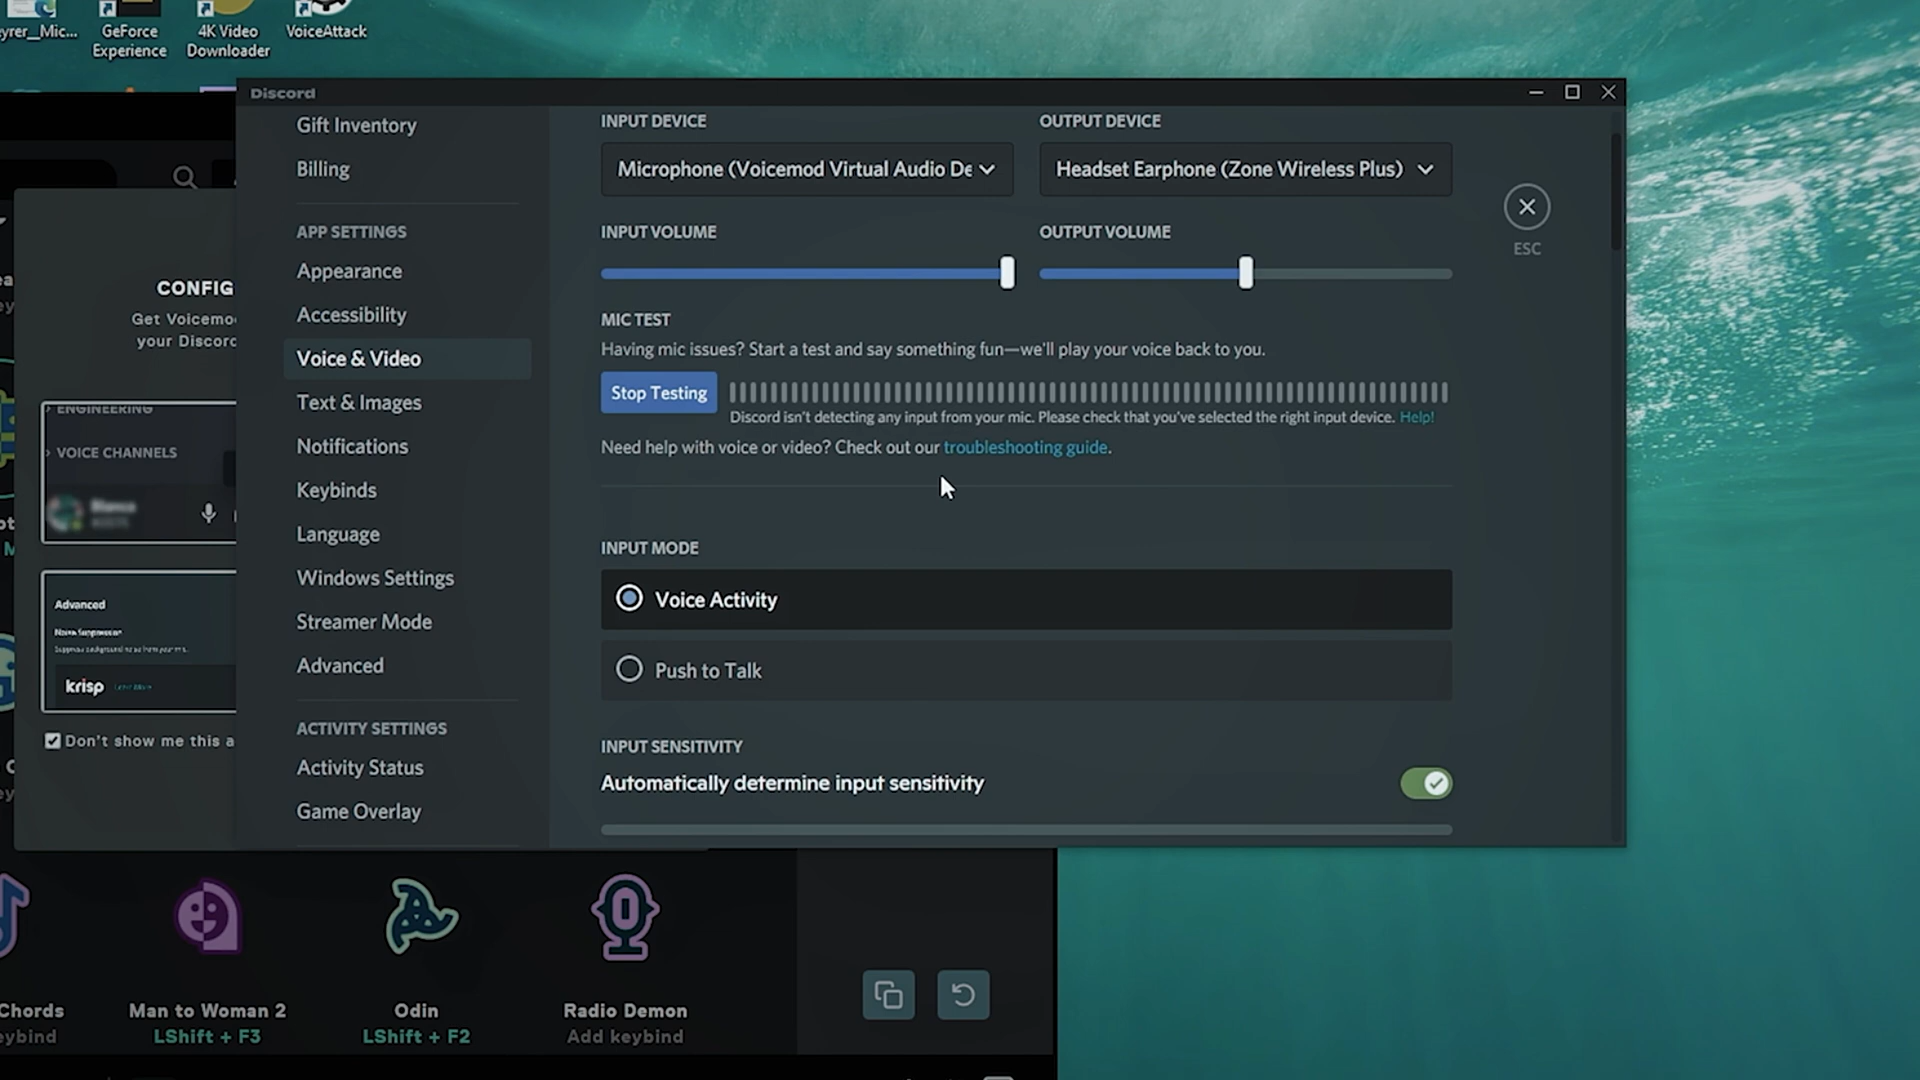 GeForce
Experience
4K Video
Downloader
VoiceAttack
Discord
Gift Inventory
Billing
APP SETTINGS
Appearance
Accessibility
Voice & Video
Text & Images
Notifications
Keybinds
Language
Windows Settings
Streamer Mode
Advanced
ACTIVITY SETTINGS
Activity Status
Game Overlay
INPUT DEVICE
Microphone (Voicemod Virtual Audio De
OUTPUT DEVICE
Headset Earphone (Zone Wireless Plus)
INPUT VOLUME
OUTPUT VOLUME
ESC
MIC TEST
Having mic issues? Start a test and say something fun—we'll play your voice back to you.
Stop Testing
Discord isn't detecting any input from your mic. Please check that you've selected the right input device. Help!
Need help with voice or video? Check out our troubleshooting guide.
INPUT MODE
Voice Activity
Push to Talk
INPUT SENSITIVITY
Automatically determine input sensitivity
CONFIG
Get Voicemo
your Discord
ENGINEERING
VOICE CHANNELS
Advanced
Noise Suppression
krisp
Don't show me this a
Chords
Man to Woman 2
LShift + F3
Odin
LShift + F2
Radio Demon
Add keybind